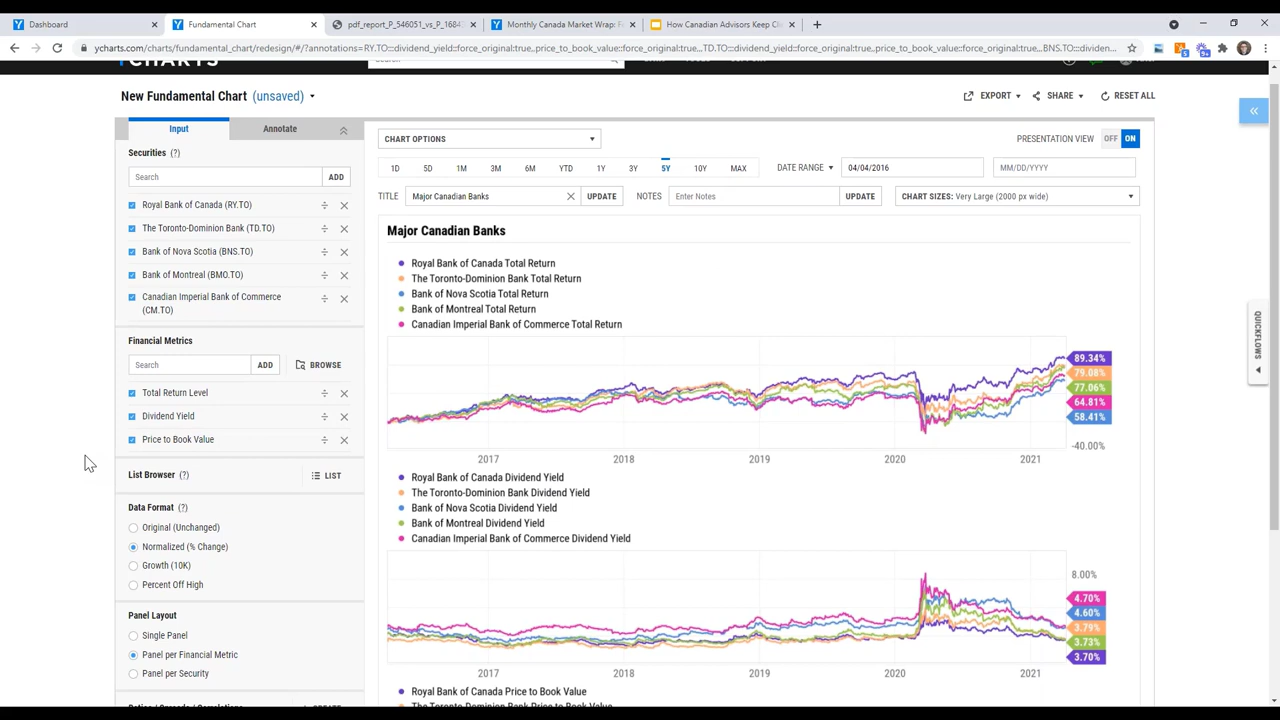 Dashboard
Fundamental Chart
pdf_report_P_546051_vs_P_1684
Monthly Canada Market Wrap: F
How Canadian Advisors Keep Cli
ycharts.com/charts/fundamental_chart/redesign/#/?annotations=RY.TO:::dividend_yield::force_original:true,,price_to_book_value::force_original:true...TD.TO:::dividend_yield::force_original:true,,price_to_book_value::force_original:true...BNS.TO:::dividen...
New Fundamental Chart (unsaved)
EXPORT
SHARE
RESET ALL
Input
Annotate
CHART OPTIONS
PRESENTATION VIEW OFF ON
Securities (?)
1D 5D 1M 3M 6M YTD 1Y 3Y 5Y 10Y MAX
DATE RANGE
04/04/2016
MM/DD/YYYY
Search
ADD
TITLE
Major Canadian Banks
UPDATE
NOTES
Enter Notes
UPDATE
CHART SIZES: Very Large (2000 px wide)
Royal Bank of Canada (RY.TO)
The Toronto-Dominion Bank (TD.TO)
Bank of Nova Scotia (BNS.TO)
Bank of Montreal (BMO.TO)
Canadian Imperial Bank of Commerce
(CM.TO)
Financial Metrics
Search
ADD
BROWSE
Total Return Level
Dividend Yield
Price to Book Value
List Browser (?)
LIST
Data Format (?)
Original (Unchanged)
Normalized (% Change)
Growth (10K)
Percent Off High
Panel Layout
Single Panel
Panel per Financial Metric
Panel per Security
Major Canadian Banks
Royal Bank of Canada Total Return
The Toronto-Dominion Bank Total Return
Bank of Nova Scotia Total Return
Bank of Montreal Total Return
Canadian Imperial Bank of Commerce Total Return
89.34%
79.08%
77.06%
64.81%
58.41%
-40.00%
2017 2018 2019 2020 2021
Royal Bank of Canada Dividend Yield
The Toronto-Dominion Bank Dividend Yield
Bank of Nova Scotia Dividend Yield
Bank of Montreal Dividend Yield
Canadian Imperial Bank of Commerce Dividend Yield
8.00%
4.70%
4.60%
3.79%
3.73%
3.70%
2017 2018 2019 2020 2021
Royal Bank of Canada Price to Book Value
QUICKFLOWS